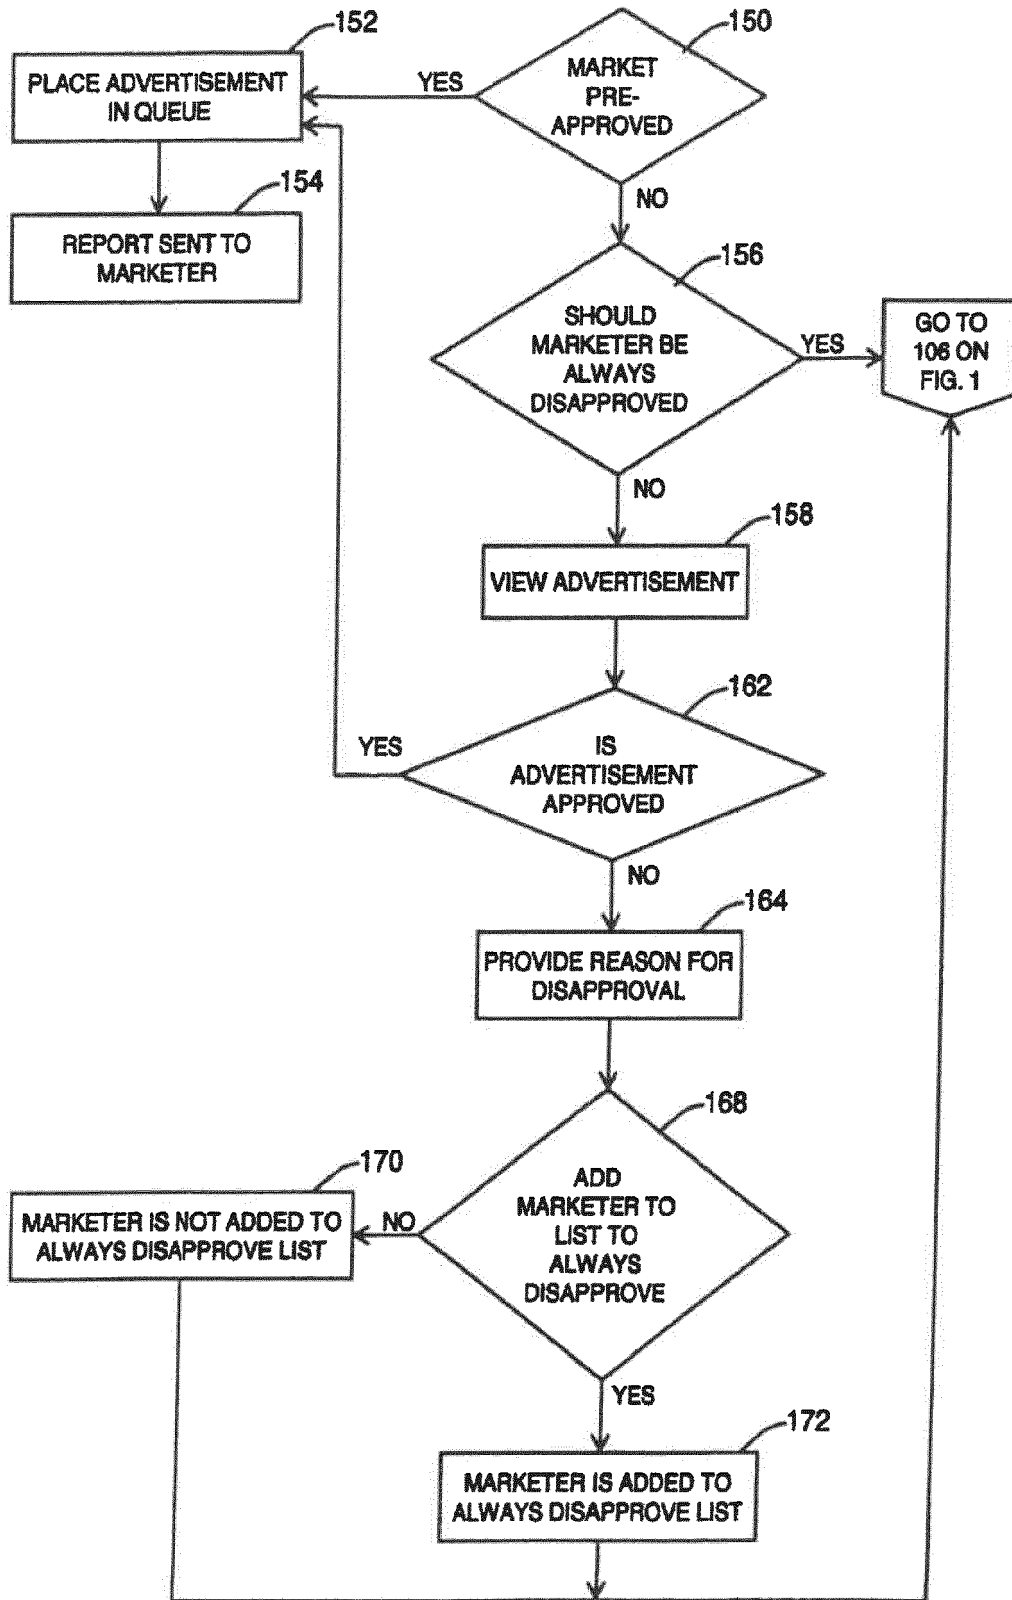 152
150
PLACE ADVERTISEMENT
IN QUEUE
YES
MARKET
PRE-
APPROVED
154
NO
REPORT SENT TO
MARKETER
156
SHOULD
MARKETER BE
ALWAYS
DISAPPROVED
YES
GO TO
106 ON
FIG. 1
NO
158
VIEW ADVERTISEMENT
162
YES
IS
ADVERTISEMENT
APPROVED
NO
164
PROVIDE REASON FOR
DISAPPROVAL
168
ADD
MARKETER TO
LIST TO
ALWAYS
DISAPPROVE
170
NO
MARKETER IS NOT ADDED TO
ALWAYS DISAPPROVE LIST
YES
172
MARKETER IS ADDED TO
ALWAYS DISAPPROVE LIST